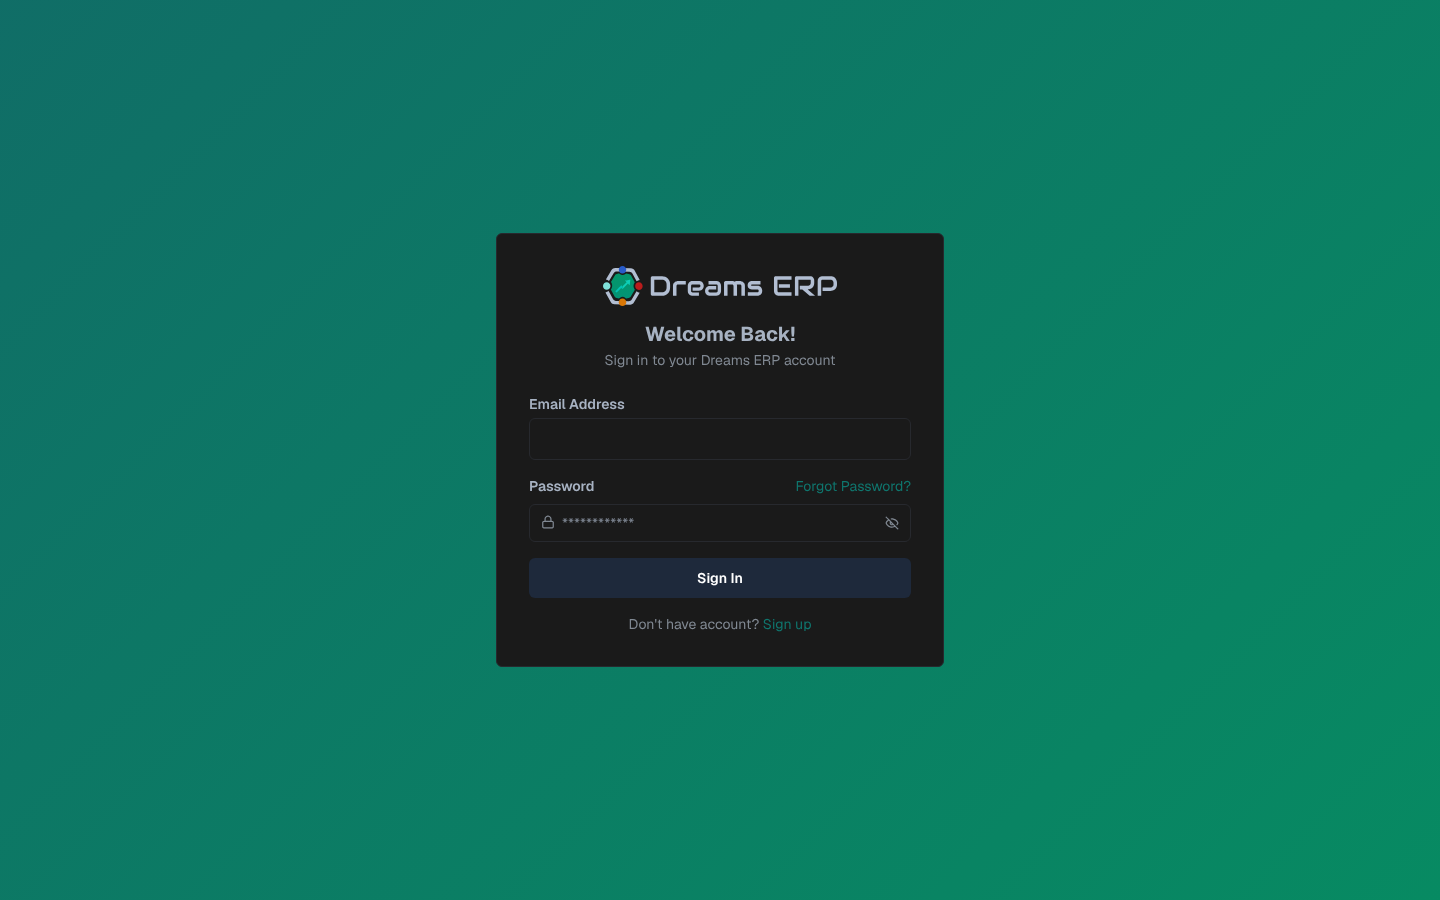 Dreams ERP
Welcome Back!
Sign in to your Dreams ERP account
Email Address
Password Forgot Password?
************
Sign In
Don't have account? Sign up